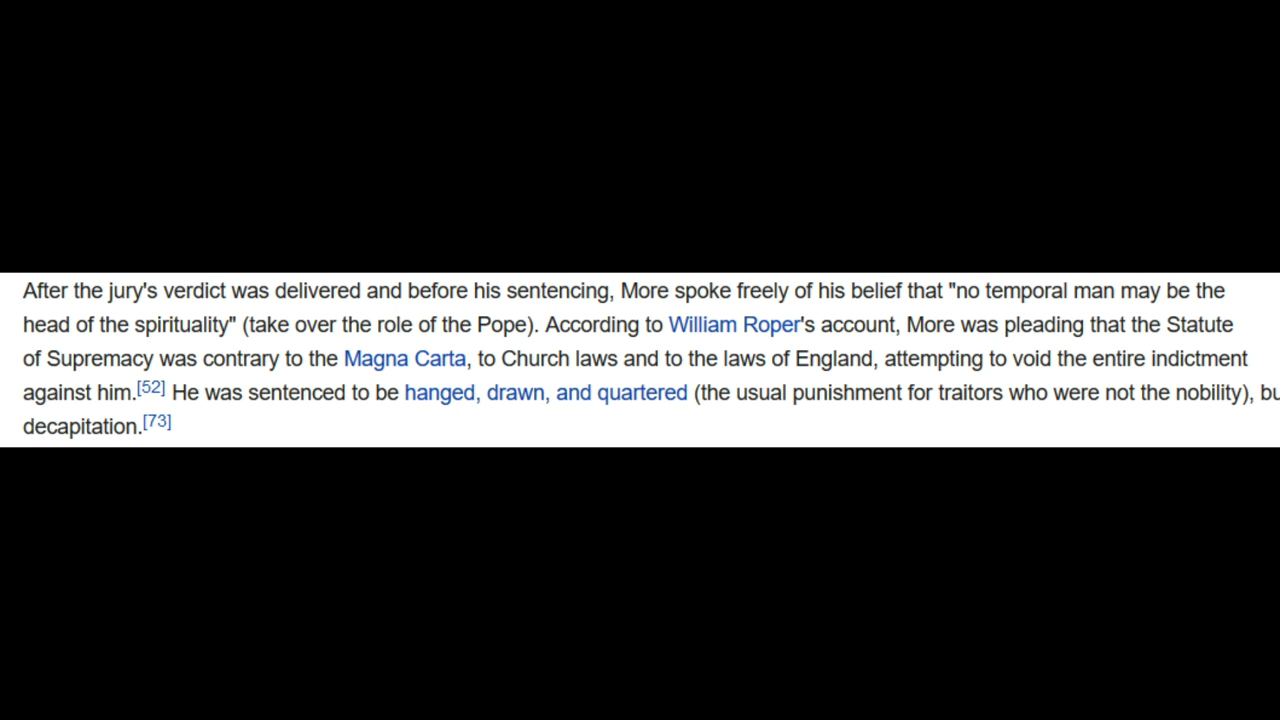 After the jury's verdict was delivered and before his sentencing, More spoke freely of his belief that "no temporal man may be the
head of the spirituality" (take over the role of the Pope). According to William Roper's account, More was pleading that the Statute
of Supremacy was contrary to the Magna Carta, to Church laws and to the laws of England, attempting to void the entire indictment
against him.[52] He was sentenced to be hanged, drawn, and quartered (the usual punishment for traitors who were not the nobility),
decapitation.[73]